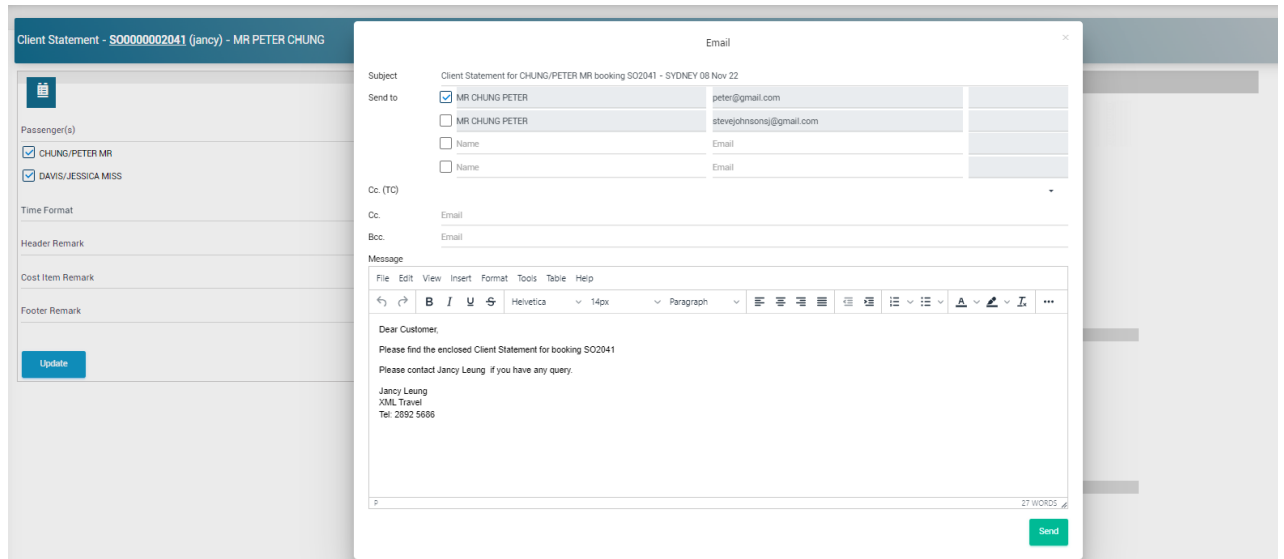 Client Statement - SO0000002041 (jancy) - MR PETER CHUNG
Passenger(s)
CHUNG/PETER MR
DAVIS/JESSICA MISS
Time Format
Header Remark
Cost Item Remark
Footer Remark
Update
Email
×
Subject Client Statement for CHUNG/PETER MR booking SO2041 - SYDNEY 08 Nov 22
Send to MR CHUNG PETER peter@gmail.com
MR CHUNG PETER stevejohnsonsj@gmail.com
Name Email
Name Email
Cc. (TC)
Cc. Email
Bcc. Email
Message
File Edit View Insert Format Tools Table Help
B I U S Helvetica 14px Paragraph A Ix ...
Dear Customer,
Please find the enclosed Client Statement for booking SO2041
Please contact Jancy Leung if you have any query.
Jancy Leung
XML Travel
Tel: 2892 5686
P 27 WORDS
Send